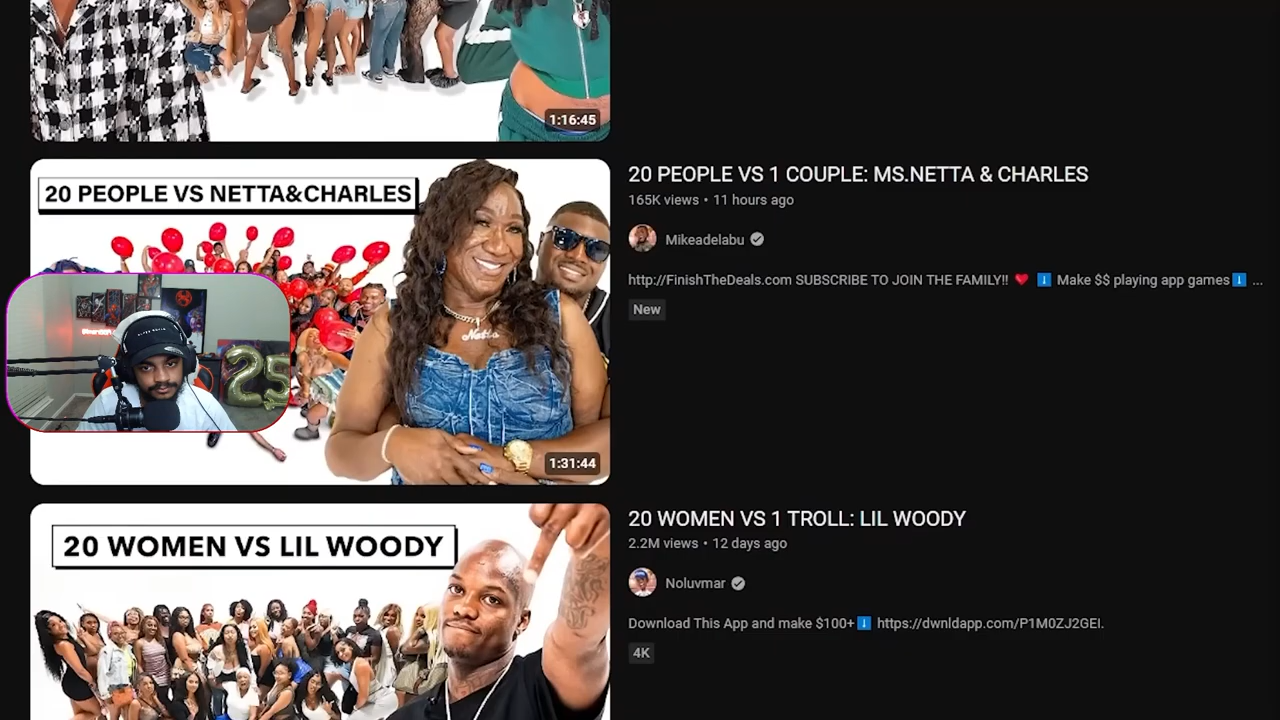 1:16:45
20 PEOPLE VS NETTA&CHARLES
Netta
25
1:31:44
20 PEOPLE VS 1 COUPLE: MS.NETTA & CHARLES
165K views • 11 hours ago
Mikeadelabu
http://FinishTheDeals.com SUBSCRIBE TO JOIN THE FAMILY!! ❤️ ⬇️ Make $$ playing app games⬇️ ...
New
20 WOMEN VS LIL WOODY
20 WOMEN VS 1 TROLL: LIL WOODY
2.2M views • 12 days ago
Noluvmar
Download This App and make $100+⬇️ https://dwnldapp.com/P1M0ZJ2GEI.
4K